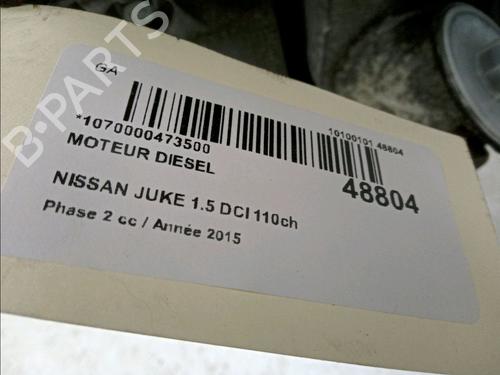 GA
*1070000473500
10100101 48804
MOTEUR DIESEL
48804
NISSAN JUKE 1.5 DCI 110ch
Phase 2 cc / Année 2015
B-PARTS